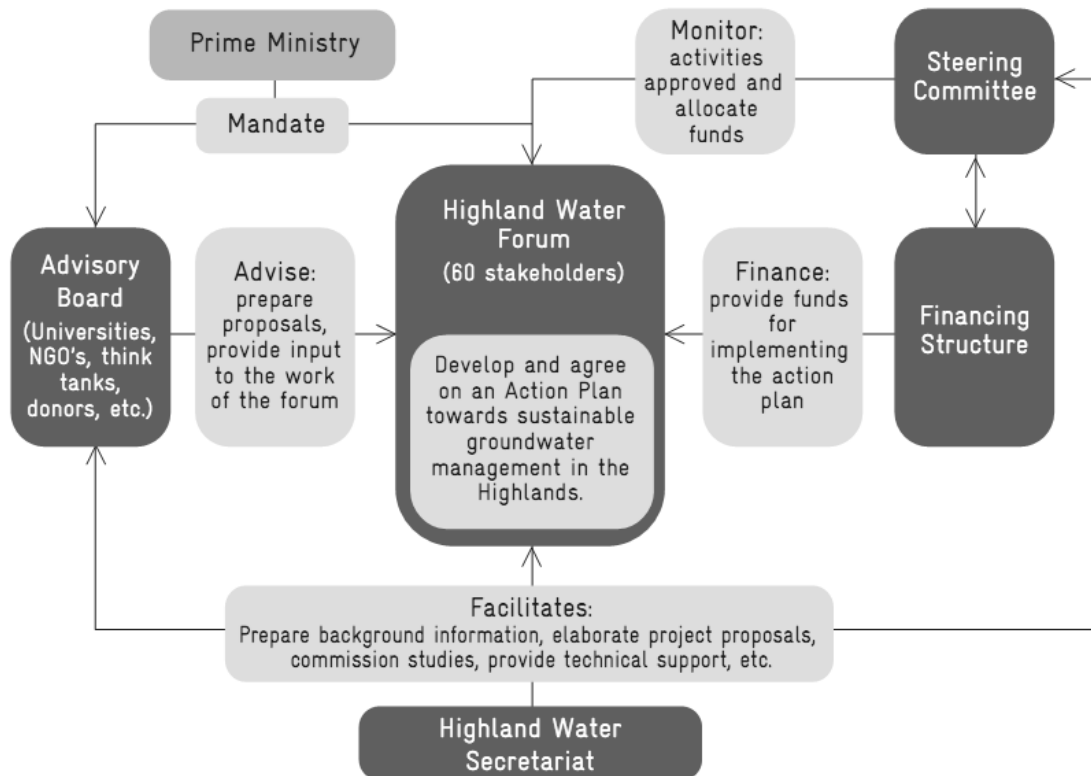 Prime Ministry
Mandate
Monitor:
activities
approved and
allocate
funds
Steering
Committee
Advisory
Board
(Universities,
NGO's, think
tanks,
donors, etc.)
Advise:
prepare
proposals,
provide input
to the work
of the forum
Highland Water
Forum
(60 stakeholders)
Develop and agree
on an Action Plan
towards sustainable
groundwater
management in the
Highlands.
Finance:
provide funds
for
implementing
the action
plan
Financing
Structure
Facilitates:
Prepare background information, elaborate project proposals,
commission studies, provide technical support, etc.
Highland Water
Secretariat